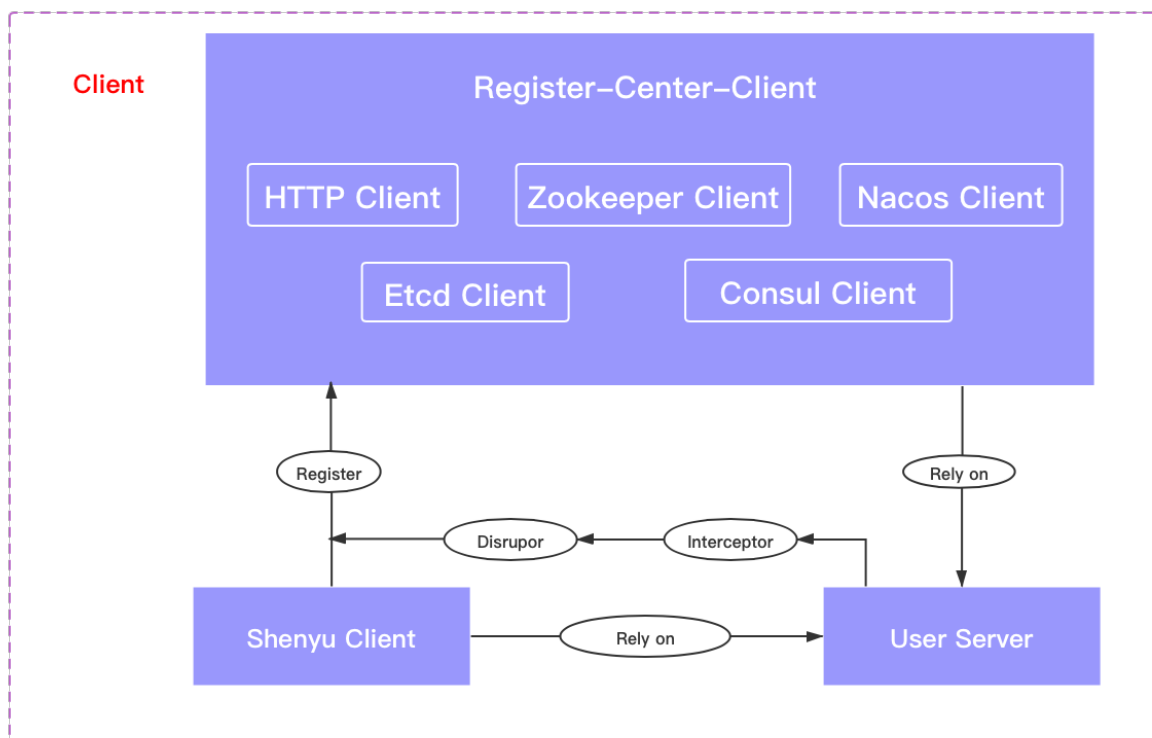 Client
Register-Center-Client
HTTP Client
Zookeeper Client
Nacos Client
Etcd Client
Consul Client
Register
Rely on
Disrupor
Interceptor
Shenyu Client
Rely on
User Server